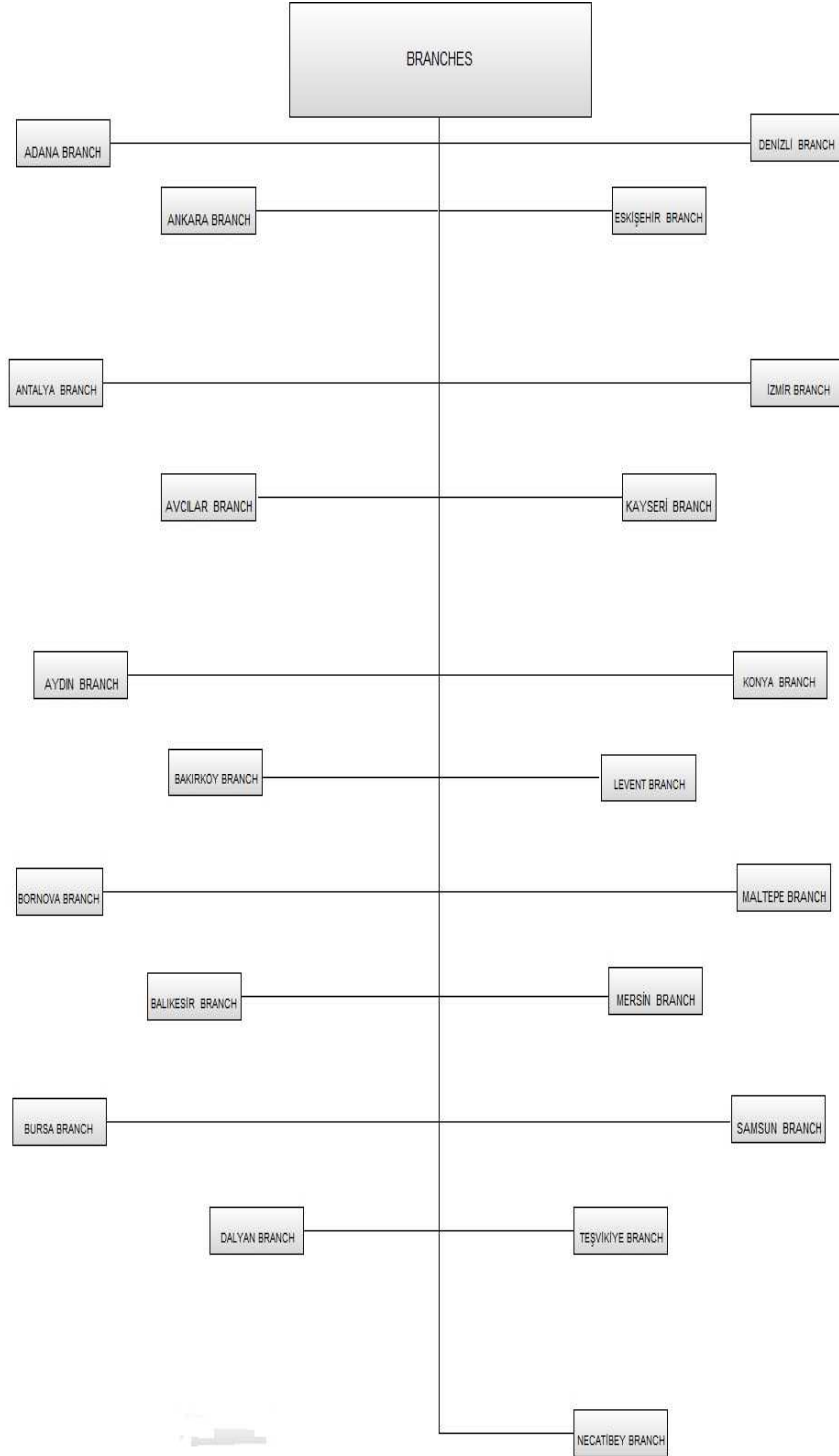 BRANCHES
ADANA BRANCH
DENİZLİ BRANCH
ANKARA BRANCH
ESKİŞEHİR BRANCH
ANTALYA BRANCH
İZMİR BRANCH
AVCILAR BRANCH
KAYSERİ BRANCH
AYDIN BRANCH
KONYA BRANCH
BAKIRKÖY BRANCH
LEVENT BRANCH
BORNOVA BRANCH
MALTEPE BRANCH
BALIKESİR BRANCH
MERSİN BRANCH
BURSA BRANCH
SAMSUN BRANCH
DALYAN BRANCH
TEŞVİKİYE BRANCH
NECATİBEY BRANCH